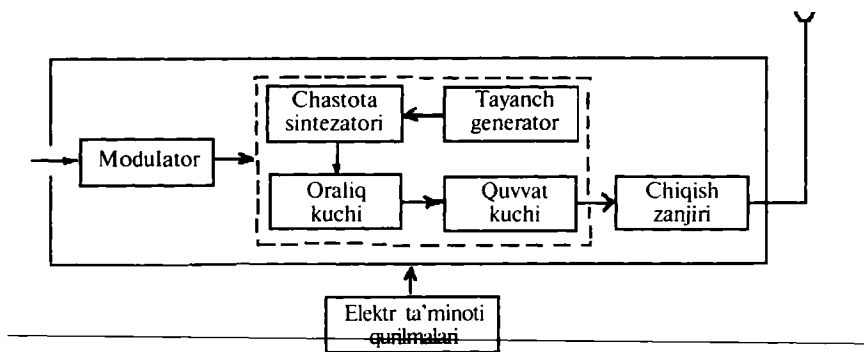 Chastota
sintezatori
Tayanch
generator
Modulator
Oraliq
kuchi
Quvvat
kuchi
Chiqish
zanjiri
Elektr ta'minoti
qurilmalari